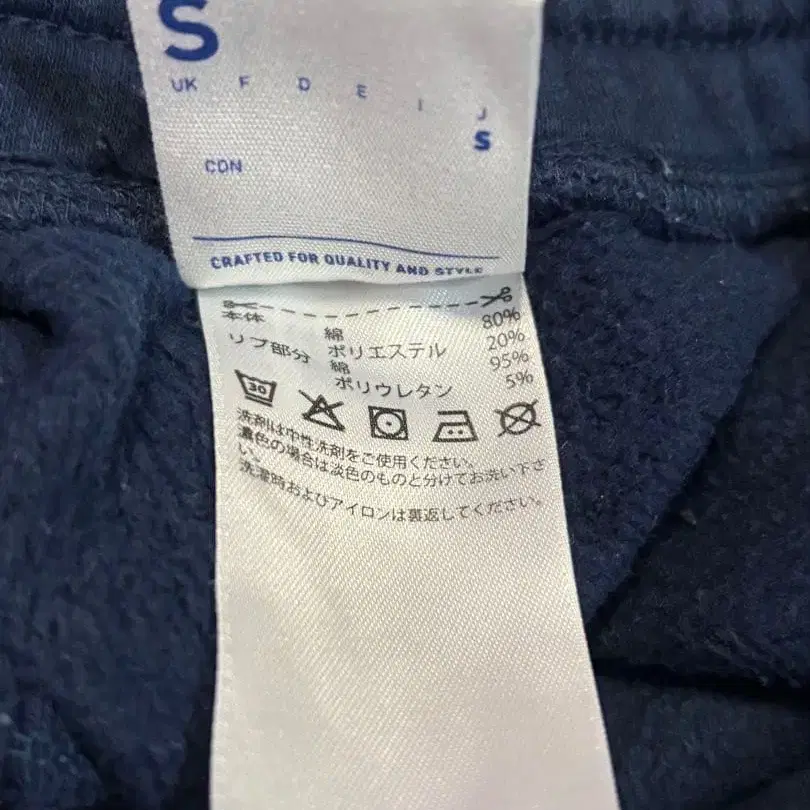 S
UK F D E I J
S
CDN
CRAFTED FOR QUALITY AND STYLE
本体 綿 80%
ポリエステル 20%
リブ部分 綿 95%
ポリウレタン 5%
30
洗剤は中性洗剤をご使用ください。
濃色の場合は淡色のものと分けてお洗い下さ
い。
洗濯時およびアイロンは裏返してください。